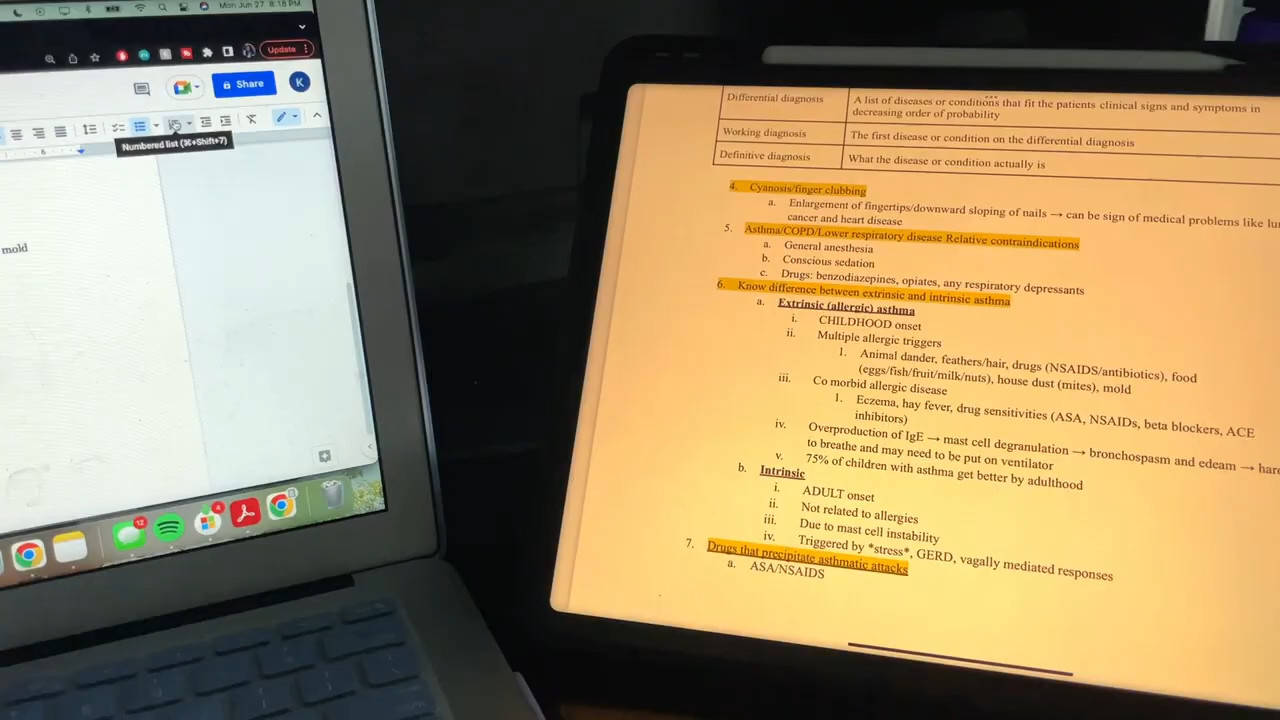 Mon Jun 27 8:18 PM
Update
Share
K
Numbered list (⌘+Shift+7)
6
mold
12
4
Differential diagnosis
A list of diseases or conditions that fit the patients clinical signs and symptoms in
decreasing order of probability
Working diagnosis
The first disease or condition on the differential diagnosis
Definitive diagnosis
What the disease or condition actually is
4. Cyanosis/finger clubbing
a. Enlargement of fingertips/downward sloping of nails → can be sign of medical problems like
cancer and heart disease
5. Asthma/COPD/Lower respiratory disease Relative contraindications
a. General anesthesia
b. Conscious sedation
c. Drugs: benzodiazepines, opiates, any respiratory depressants
6. Know difference between extrinsic and intrinsic asthma
a. Extrinsic (allergic) asthma
i. CHILDHOOD onset
ii. Multiple allergic triggers
1. Animal dander, feathers/hair, drugs (NSAIDS/antibiotics), food
(eggs/fish/fruit/milk/nuts), house dust (mites), mold
iii. Co morbid allergic disease
1. Eczema, hay fever, drug sensitivities (ASA, NSAIDs, beta blockers, ACE
inhibitors)
iv. Overproduction of IgE → mast cell degranulation → bronchospasm and edeam → hard
to breathe and may need to be put on ventilator
v. 75% of children with asthma get better by adulthood
b. Intrinsic
i. ADULT onset
ii. Not related to allergies
iii. Due to mast cell instability
iv. Triggered by *stress*, GERD, vagally mediated responses
7. Drugs that precipitate asthmatic attacks
a. ASA/NSAIDS